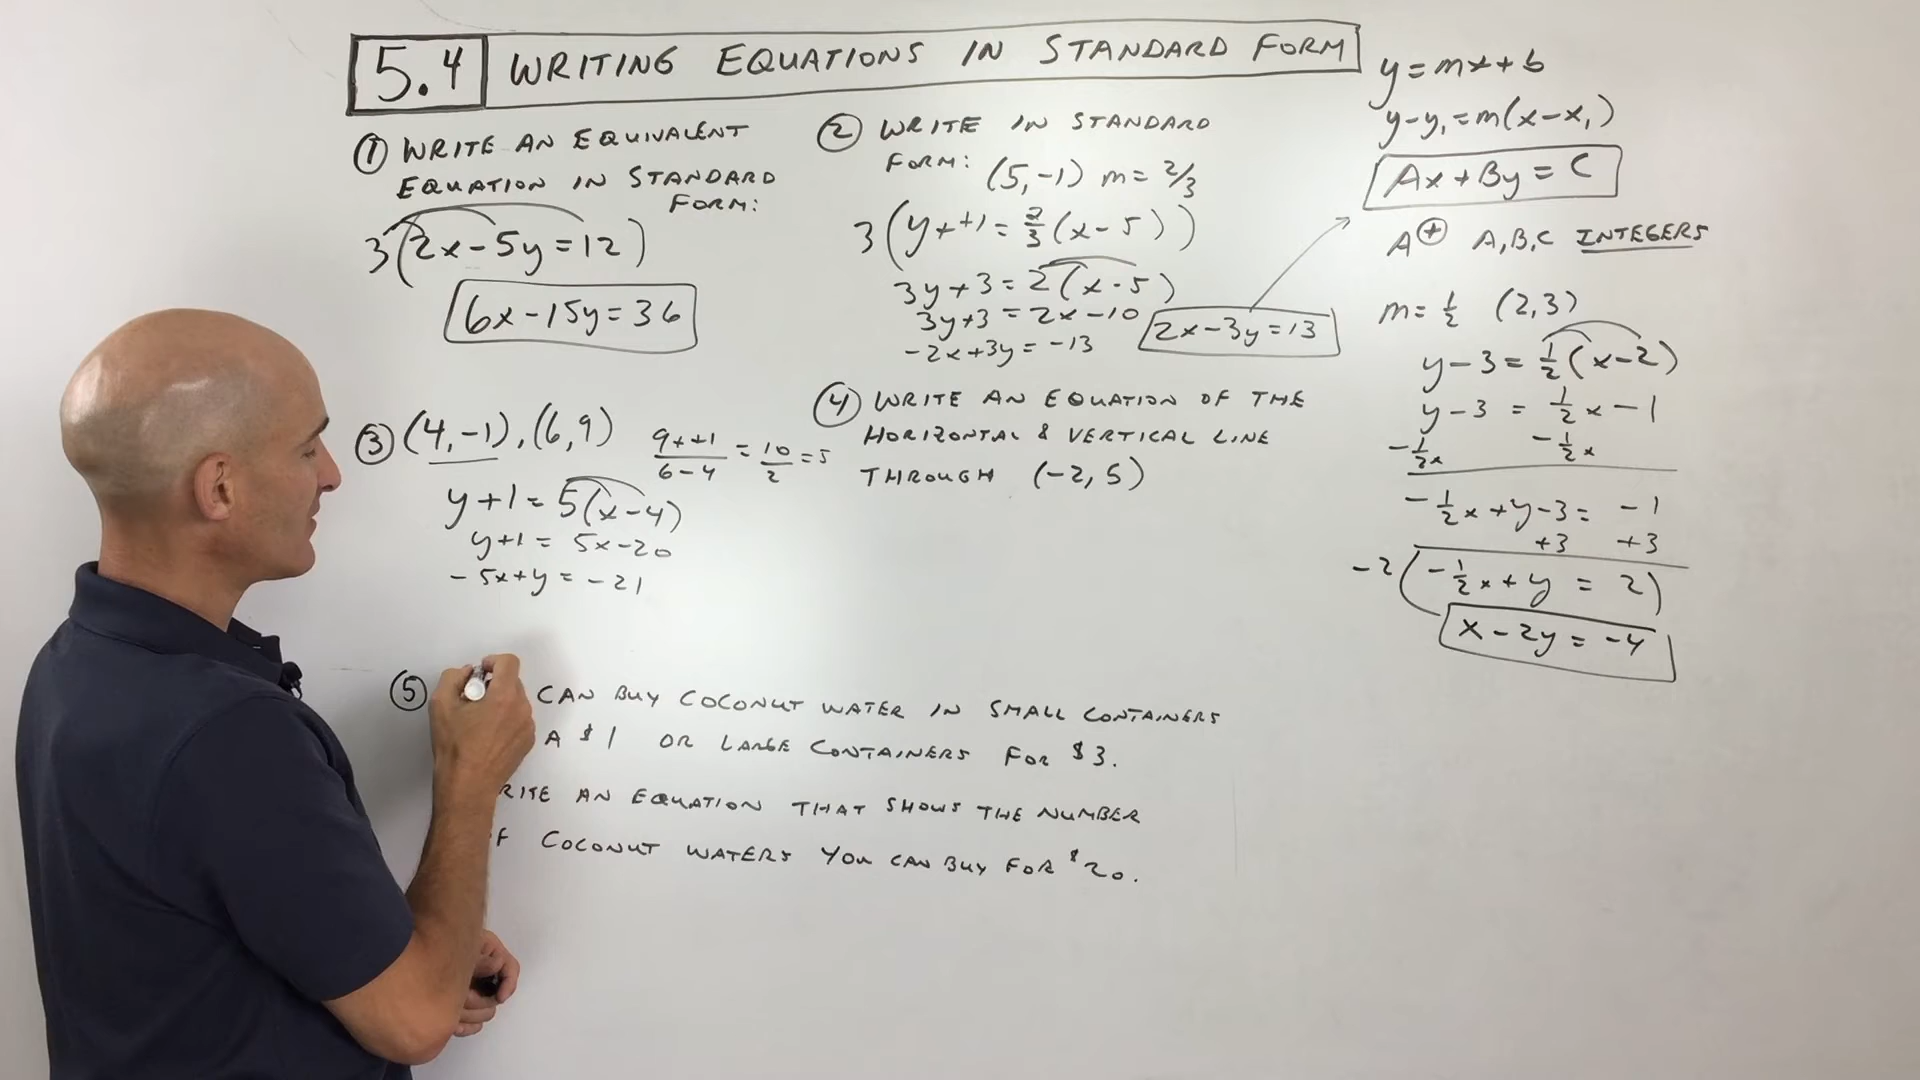 5.4 WRITING EQUATIONS IN STANDARD FORM
① WRITE AN EQUIVALENT
EQUATION IN STANDARD
FORM:
3(2x-5y=12)
6x-15y=36
② WRITE IN STANDARD
FORM: (5,-1) m=2/3
3(y+ +1 = 2/3 (x-5))
3y+3=2(x-5)
3y+3=2x-10
-2x+3y=-13
2x-3y=13
③ (4,-1),(6,9) 9++1/6-4 = 10/2 = 5
y+1=5(x-4)
y+1=5x-20
-5x+y=-21
④ WRITE AN EQUATION OF THE
HORIZONTAL & VERTICAL LINE
THROUGH (-2,5)
⑤ CAN BUY COCONUT WATER IN SMALL CONTAINERS
A $1 OR LARGE CONTAINERS FOR $3.
RITE AN EQUATION THAT SHOWS THE NUMBER
F COCONUT WATERS YOU CAN BUY FOR $20.
y=mx+b
y-y₁=m(x-x₁)
Ax+By=C
A⊕ A,B,C INTEGERS
m=1/2 (2,3)
y-3=1/2(x-2)
y-3=1/2x-1
-1/2x -1/2x
-1/2x+y-3=-1
+3 +3
-2(-1/2x+y=2)
x-2y=-4